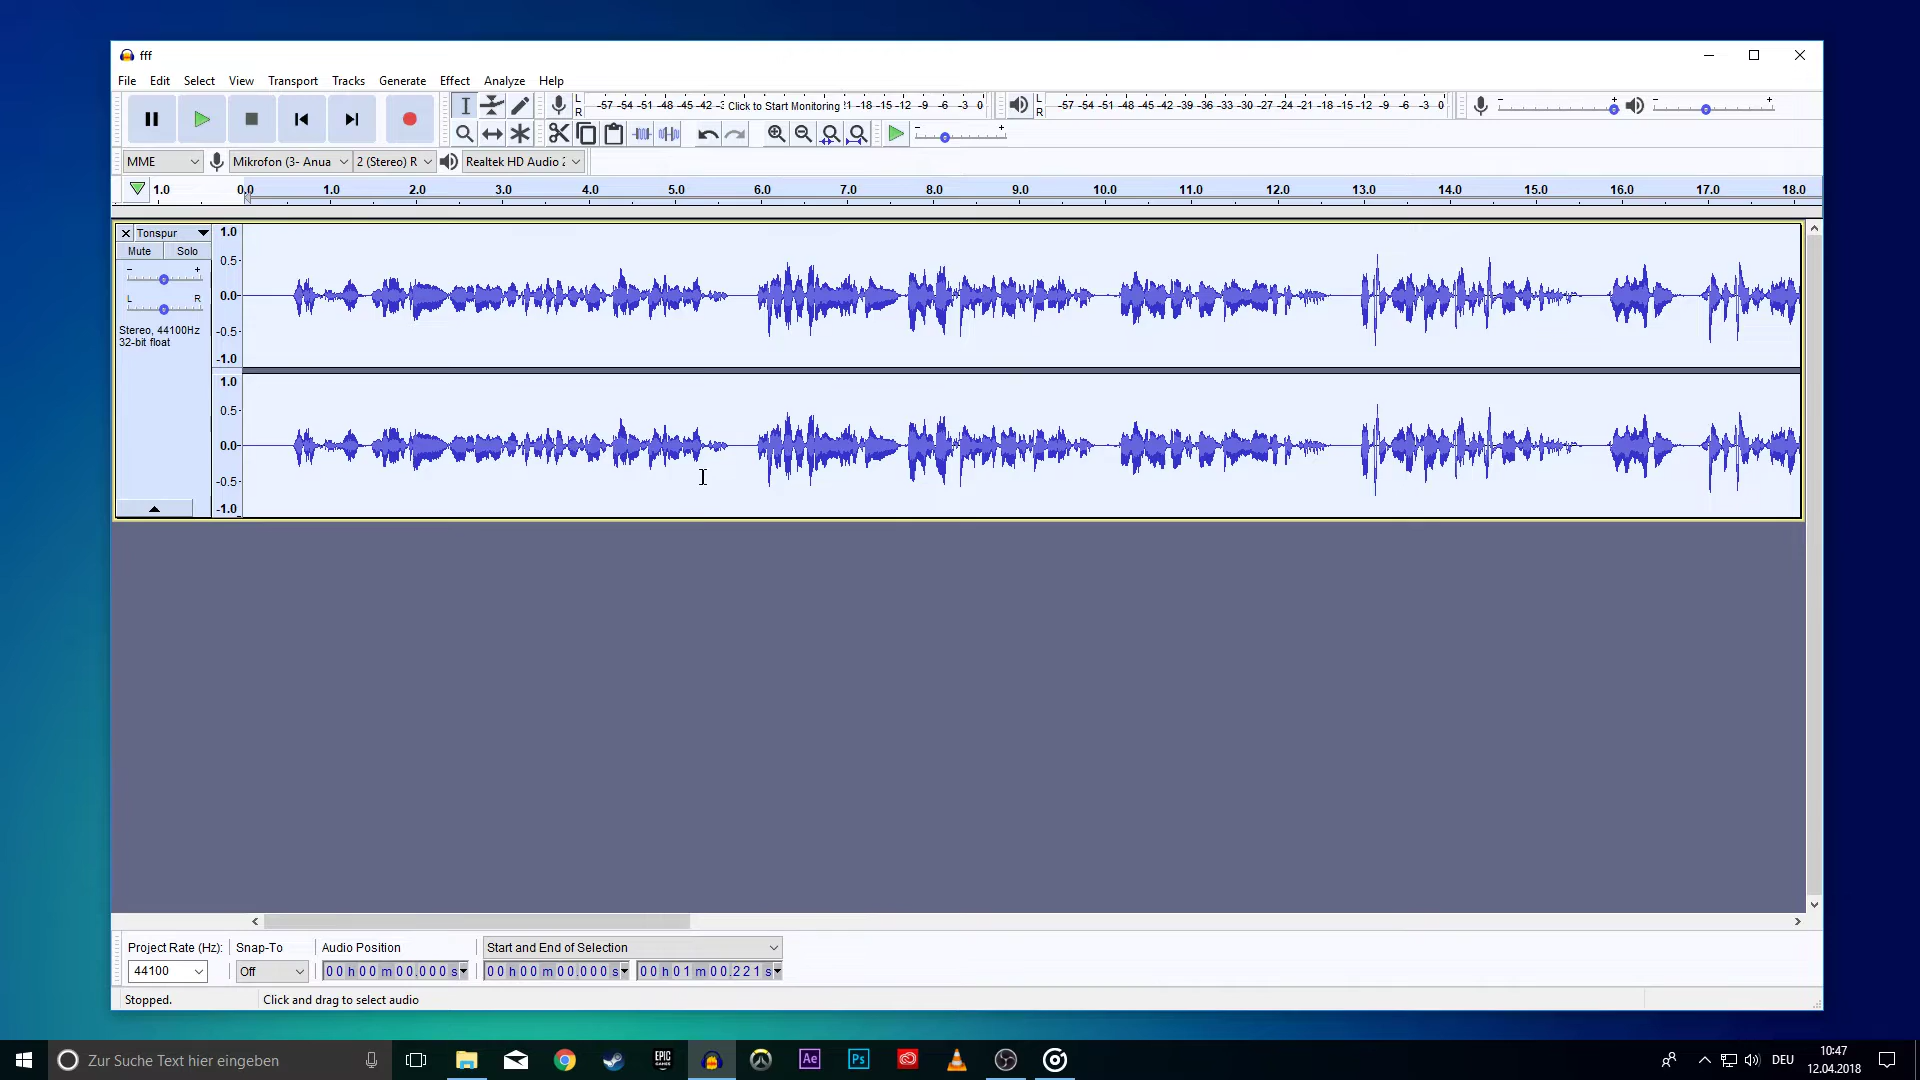 fff
File Edit Select View Transport Tracks Generate Effect Analyze Help
L -57 -54 -51 -48 -45 -42 -3 Click to Start Monitoring !1 -18 -15 -12 -9 -6 -3 0 L -57 -54 -51 -48 -45 -42 -39 -36 -33 -30 -27 -24 -21 -18 -15 -12 -9 -6 -3 0 - + - +
R R
- +
MME Mikrofon (3- Anua 2 (Stereo) R Realtek HD Audio 2
1.0 0,0 1.0 2.0 3.0 4.0 5.0 6.0 7.0 8.0 9.0 10.0 11.0 12.0 13.0 14.0 15.0 16.0 17.0 18.0
Tonspur 1.0
Mute Solo
- + 0.5-
L R 0.0-
Stereo, 44100Hz -0.5-
32-bit float
-1.0
1.0
0.5-
0.0-
-0.5-
-1.0
Project Rate (Hz): Snap-To Audio Position Start and End of Selection
44100 Off 00 h 00 m 00.000 s 00 h 00 m 00.000 s 00 h 01 m 00.221 s
Stopped. Click and drag to select audio
Zur Suche Text hier eingeben EPIC GAMES Ae Ps DEU 10:47
12.04.2018